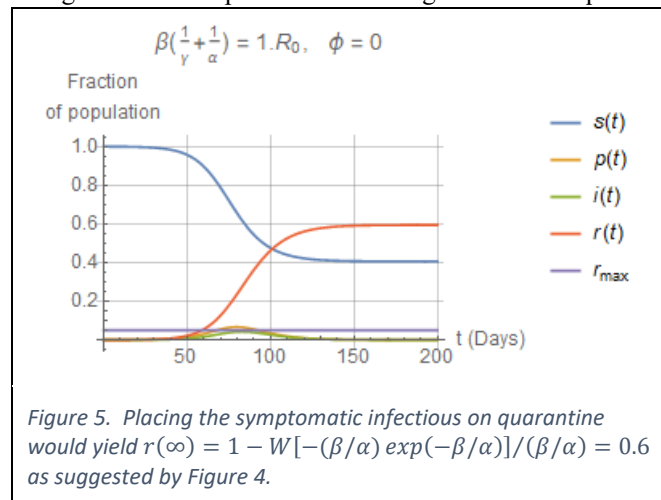 β(1/γ + 1/α) = 1.R₀,   ϕ = 0
Fraction
of population
s(t)
p(t)
i(t)
r(t)
r_max
1.0
0.8
0.6
0.4
0.2
50 100 150 200
t (Days)
Figure 5. Placing the symptomatic infectious on quarantine
would yield r(∞) = 1 − W[−(β/α) exp(−β/α)]/(β/α) = 0.6
as suggested by Figure 4.